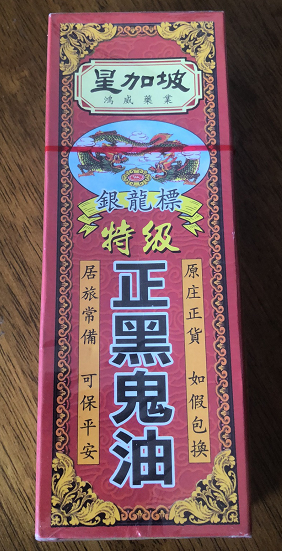 星加坡
鴻威藥業
銀龍標
特級
正黑鬼油
原庄正貨 如假包換
居旅常備 可保平安